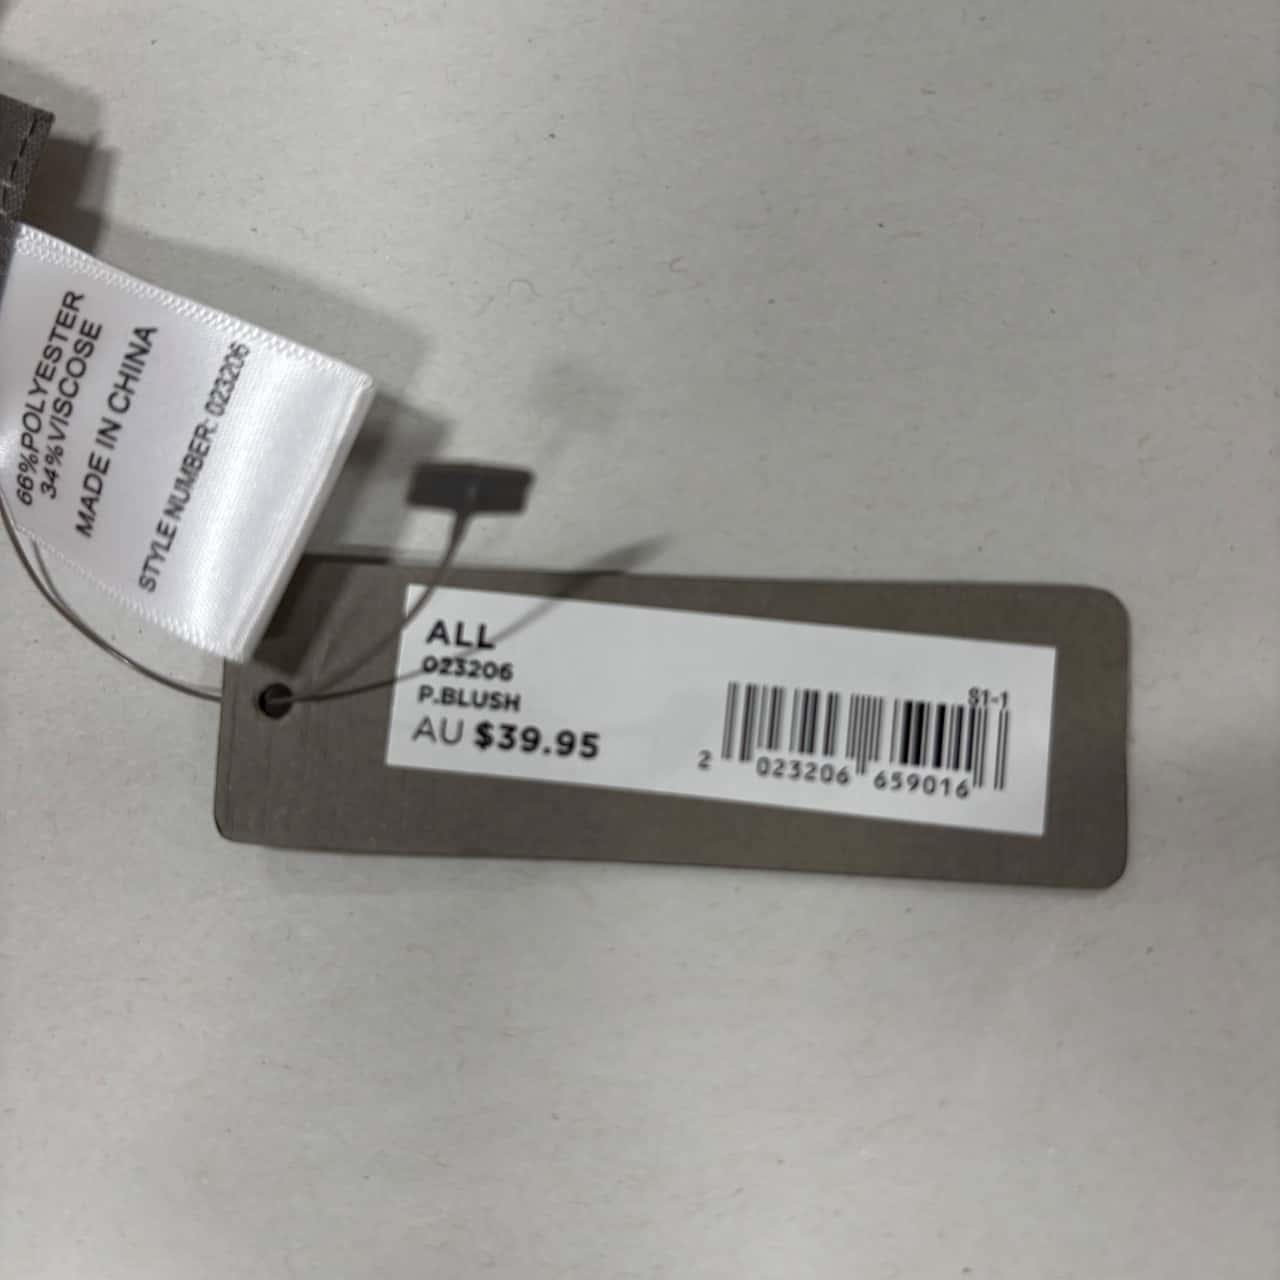 66%POLYESTER
34%VISCOSE
MADE IN CHINA
STYLE NUMBER: 023206
ALL
023206
P.BLUSH
AU $39.95
S1-1
2 023206 659016